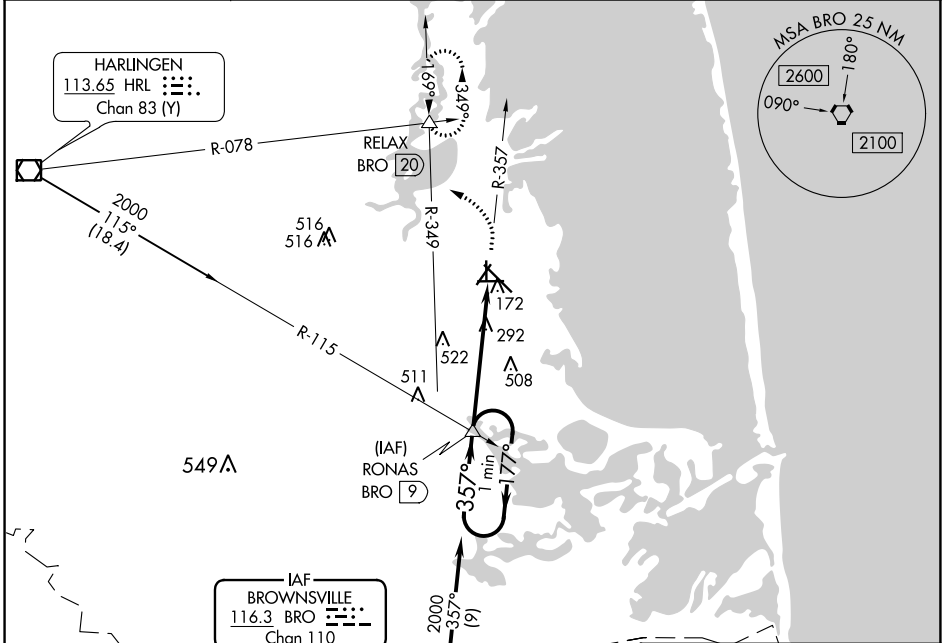 HARLINGEN
113.65 HRL
Chan 83 (Y)
169°
349°
MSA BRO 25 NM
180°
2600
090°
2100
R-078
RELAX
BRO 20
R-357
2000
115°
(18.4)
R-349
516
516
172
292
R-115
522
508
511
(IAF)
RONAS
BRO 9
549
357°
1 min
177°
IAF
BROWNSVILLE
116.3 BRO
Chan 110
2000
357°
(9)